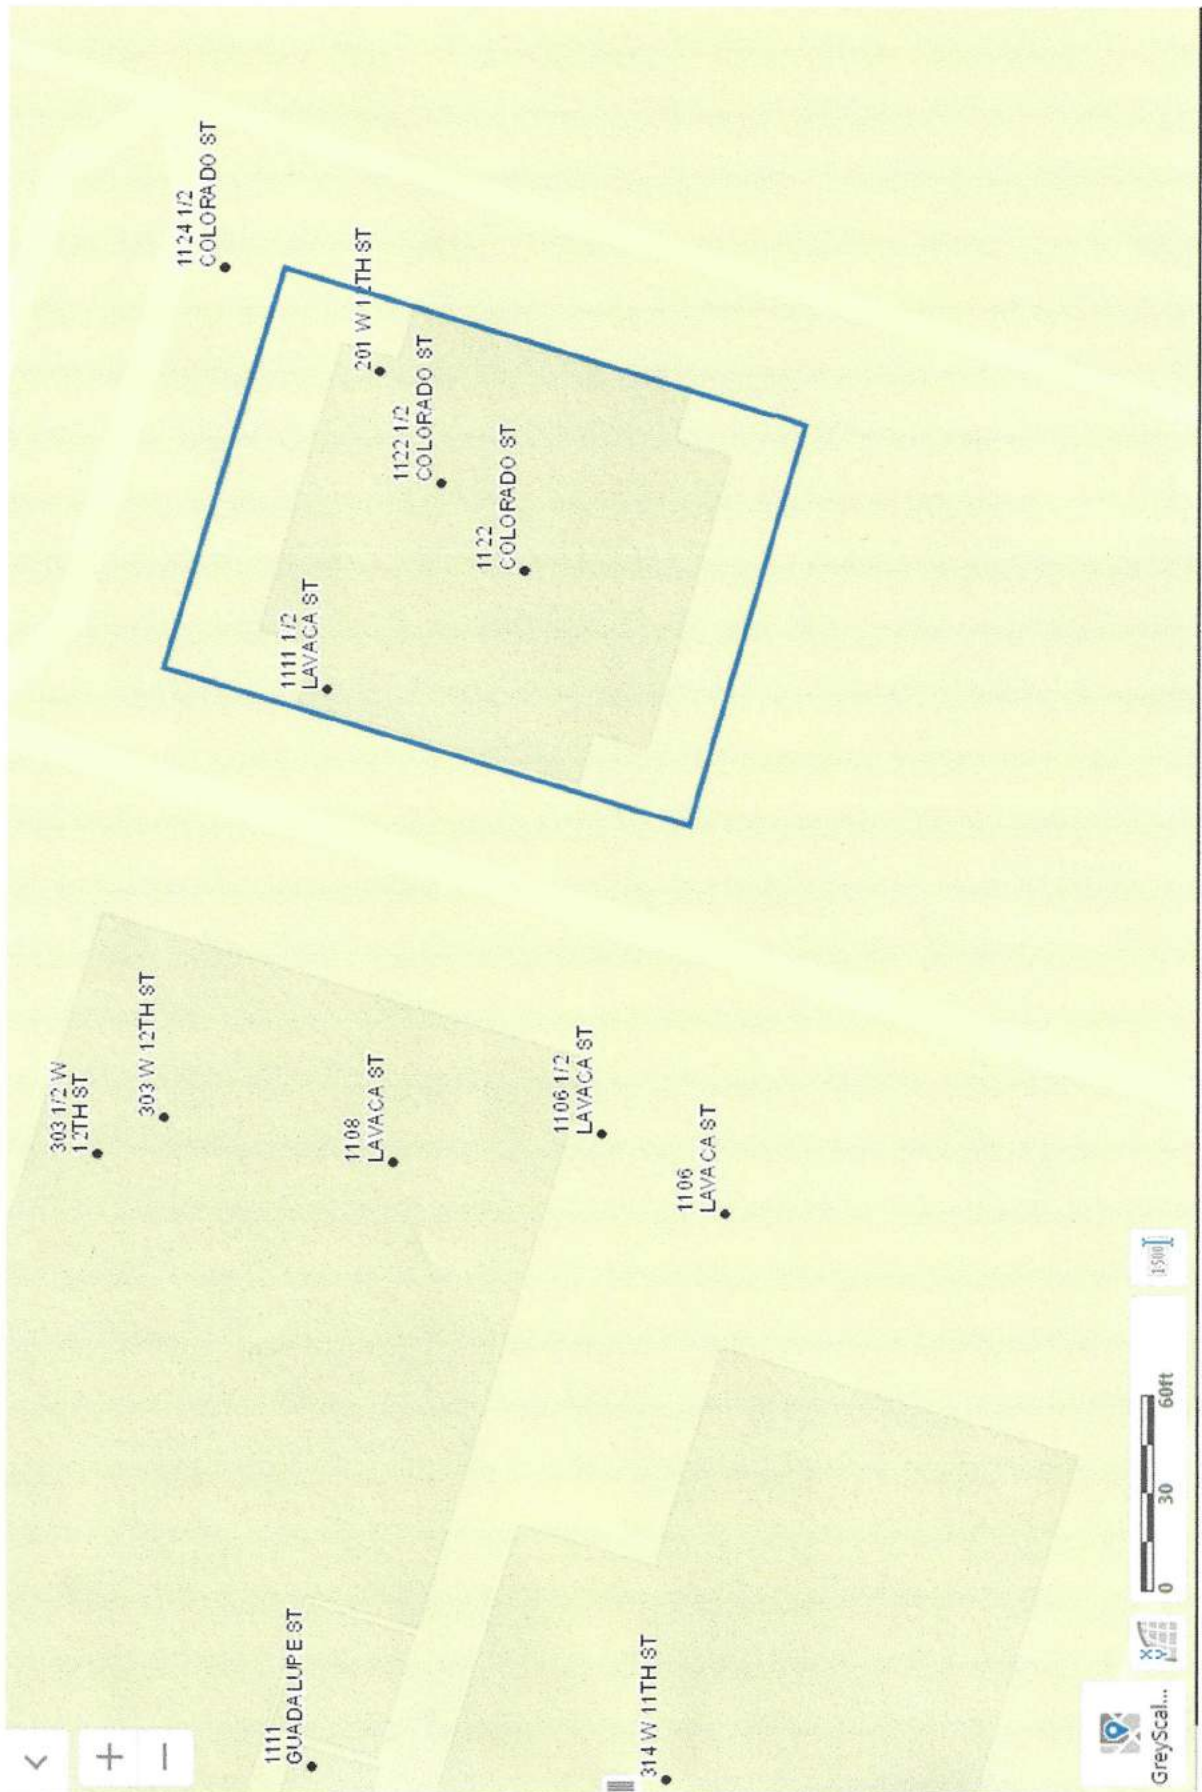 303 1/2 W
12TH ST
303 W 12TH ST
1124 1/2
COLORADO ST
1111
GUADALUPE ST
1108
LAVACA ST
1111 1/2
LAVACA ST
201 W 12TH ST
1122 1/2
COLORADO ST
1122
COLORADO ST
1106 1/2
LAVACA ST
314 W 11TH ST
1106
LAVACA ST
GreyScal...
X
Y
0
30
60ft
1:500